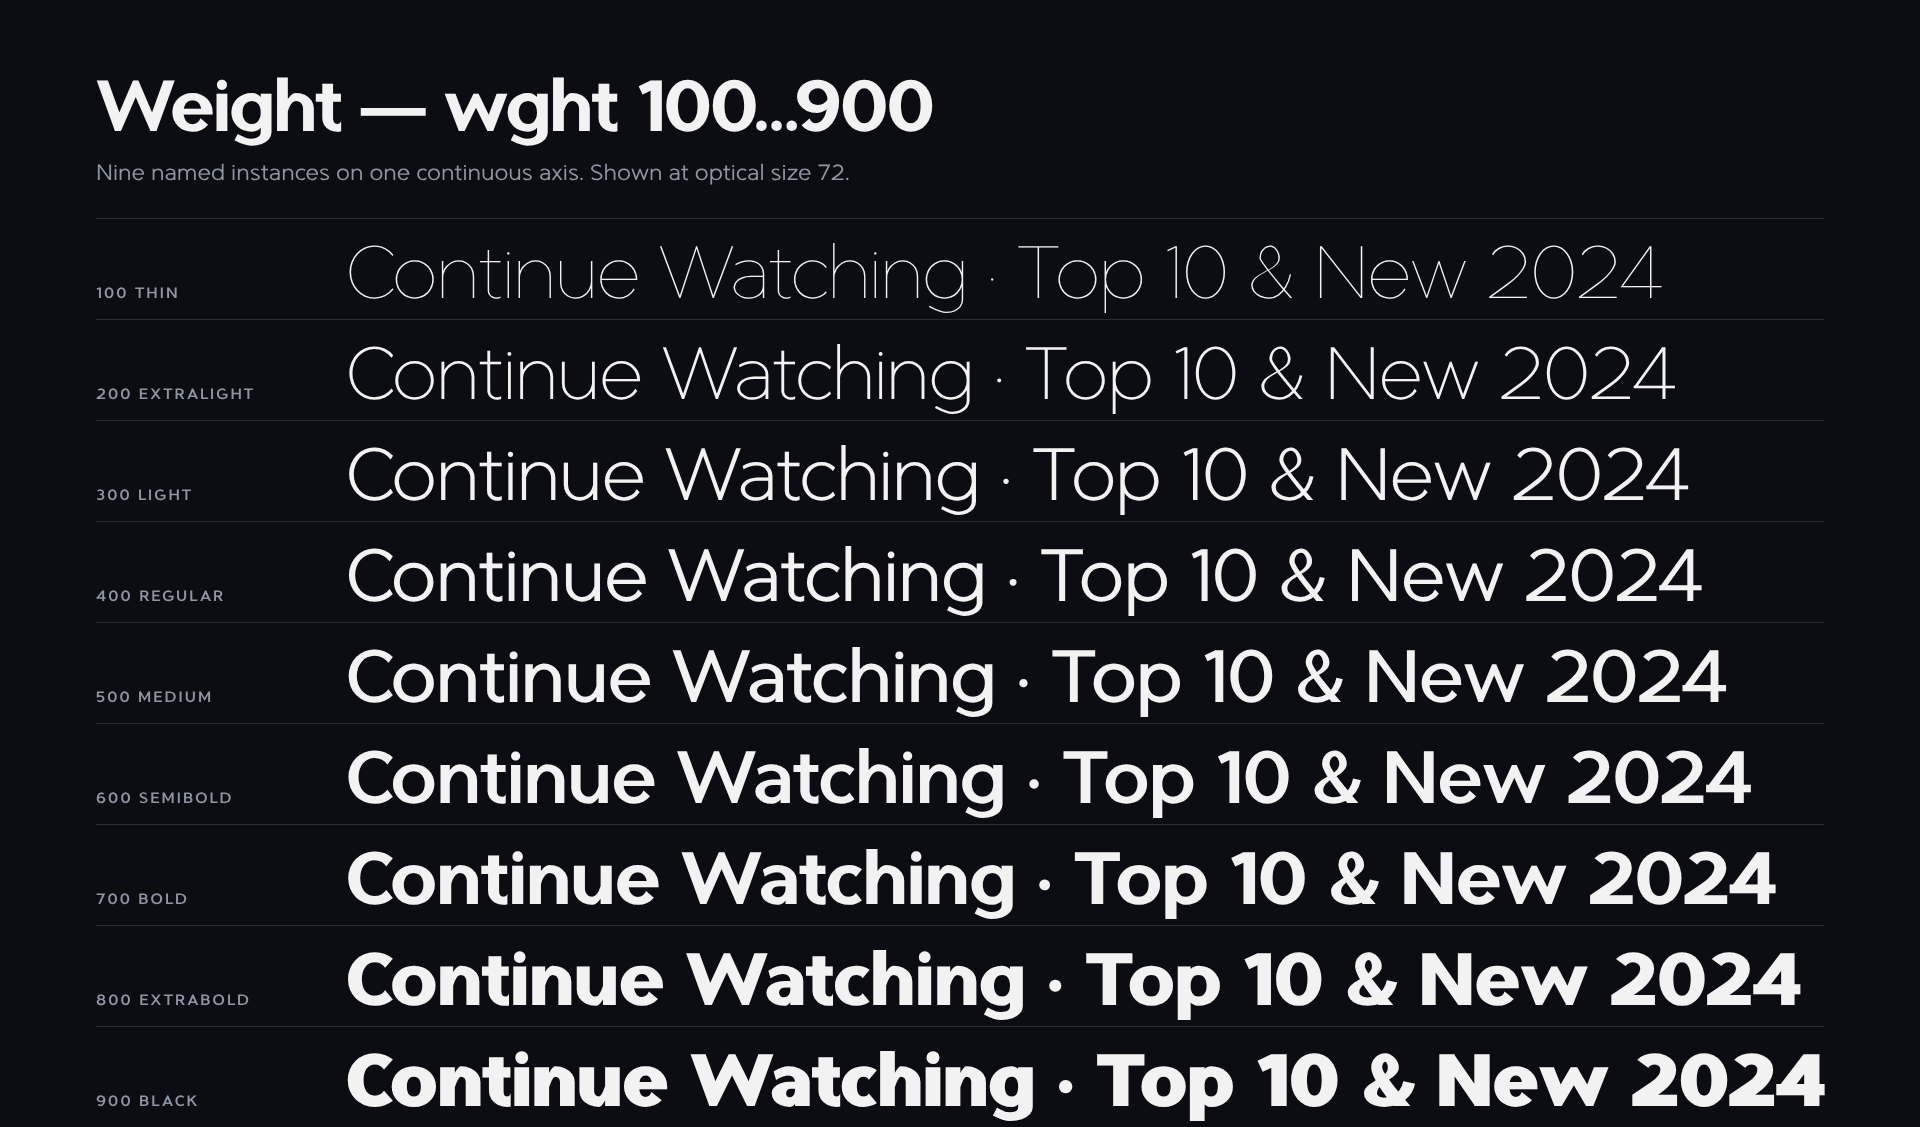 Weight — wght 100…900
Nine named instances on one continuous axis. Shown at optical size 72.
100 THIN Continue Watching · Top 10 & New 2024
200 EXTRALIGHT Continue Watching · Top 10 & New 2024
300 LIGHT Continue Watching · Top 10 & New 2024
400 REGULAR Continue Watching · Top 10 & New 2024
500 MEDIUM Continue Watching · Top 10 & New 2024
600 SEMIBOLD Continue Watching · Top 10 & New 2024
700 BOLD Continue Watching · Top 10 & New 2024
800 EXTRABOLD Continue Watching · Top 10 & New 2024
900 BLACK Continue Watching · Top 10 & New 2024